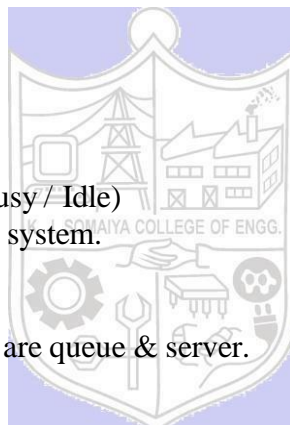 usy / Idle)
K. J. SOMAIYA COLLEGE OF ENGG.
system.
are queue & server.